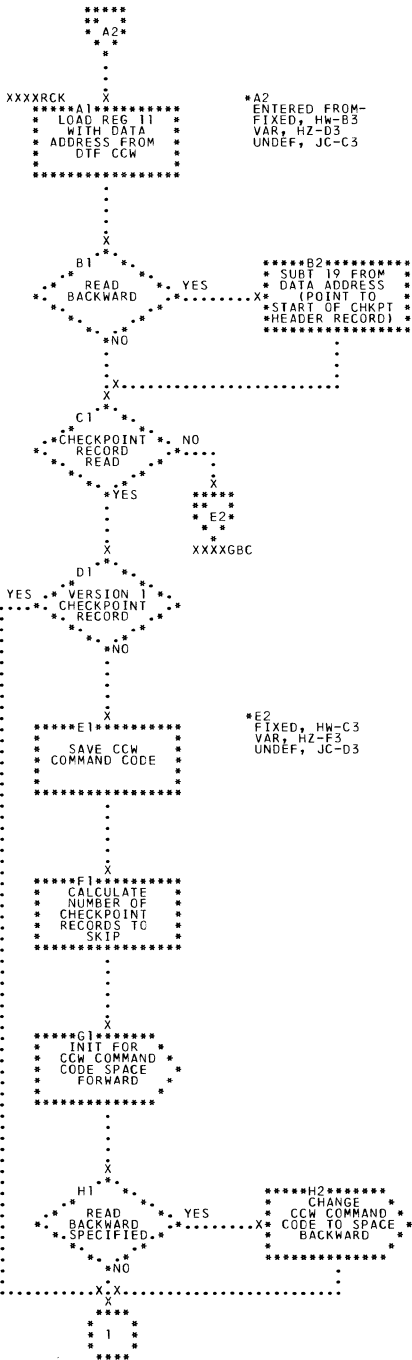 A2
XXXXRCK
A1
LOAD REG 11
WITH DATA
ADDRESS FROM
DTF CCW
*A2
ENTERED FROM-
FIXED, HW-B3
VAR, HZ-D3
UNDEF, JC-C3
B1
READ
BACKWARD
YES
NO
B2
SUBT 19 FROM
DATA ADDRESS
(POINT TO
START OF CHKPT
HEADER RECORD)
C1
CHECKPOINT
RECORD
READ
NO
YES
E2
XXXXGBC
D1
VERSION 1
CHECKPOINT
RECORD
YES
NO
E1
SAVE CCW
COMMAND CODE
*E2
FIXED, HW-C3
VAR, HZ-F3
UNDEF, JC-D3
F1
CALCULATE
NUMBER OF
CHECKPOINT
RECORDS TO
SKIP
G1
INIT FOR
CCW COMMAND
CODE SPACE
FORWARD
H1
READ
BACKWARD
SPECIFIED
YES
NO
H2
CHANGE
CCW COMMAND
CODE TO SPACE
BACKWARD
1